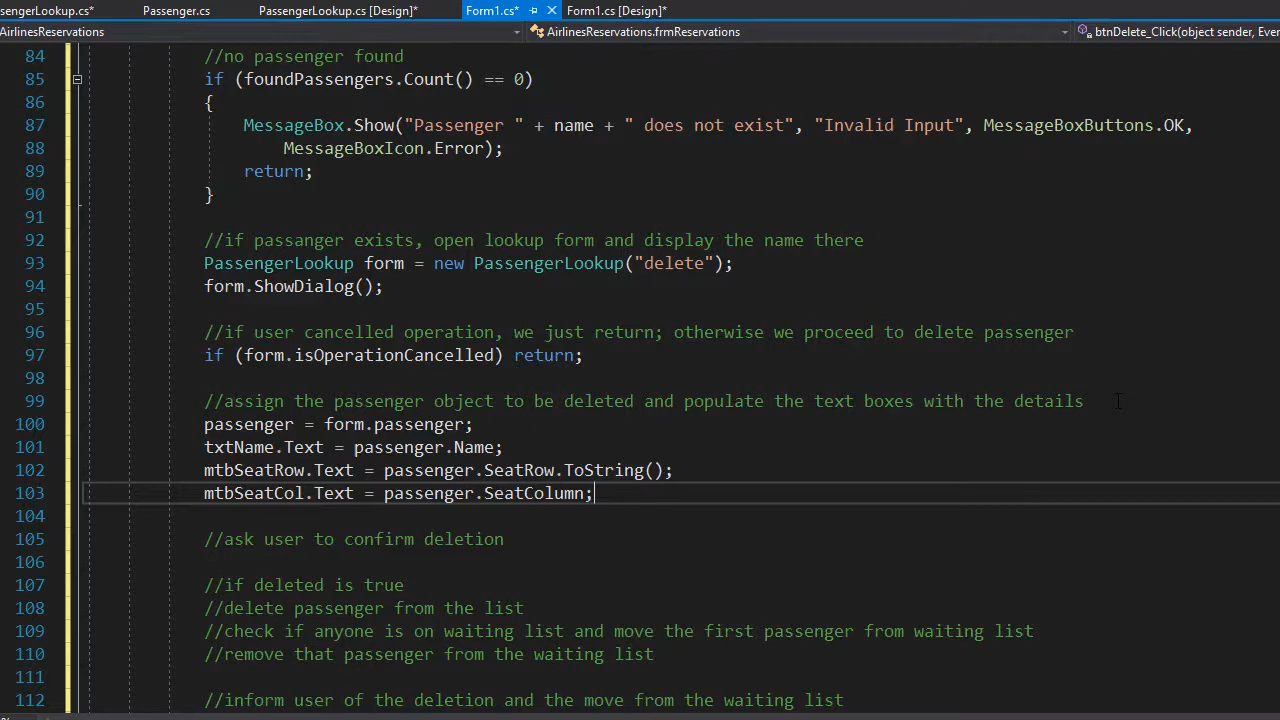 ssengerLookup.cs* Passenger.cs PassengerLookup.cs [Design]* Form1.cs* Form1.cs [Design]*
AirlinesReservations AirlinesReservations.frmReservations btnDelete_Click(object sender, Even
84 //no passenger found
85 if (foundPassengers.Count() == 0)
86 {
87 MessageBox.Show("Passenger " + name + " does not exist", "Invalid Input", MessageBoxButtons.OK,
88 MessageBoxIcon.Error);
89 return;
90 }
91
92 //if passanger exists, open lookup form and display the name there
93 PassengerLookup form = new PassengerLookup("delete");
94 form.ShowDialog();
95
96 //if user cancelled operation, we just return; otherwise we proceed to delete passenger
97 if (form.isOperationCancelled) return;
98
99 //assign the passenger object to be deleted and populate the text boxes with the details
100 passenger = form.passenger;
101 txtName.Text = passenger.Name;
102 mtbSeatRow.Text = passenger.SeatRow.ToString();
103 mtbSeatCol.Text = passenger.SeatColumn;
104
105 //ask user to confirm deletion
106
107 //if deleted is true
108 //delete passenger from the list
109 //check if anyone is on waiting list and move the first passenger from waiting list
110 //remove that passenger from the waiting list
111
112 //inform user of the deletion and the move from the waiting list